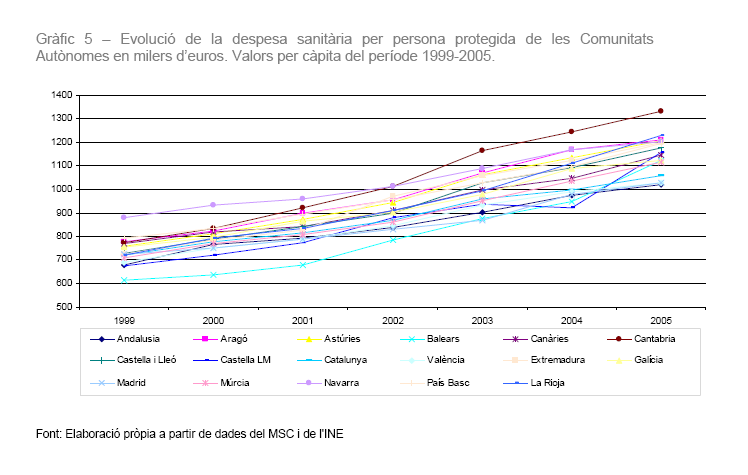 Gràfic 5 – Evolució de la despesa sanitària per persona protegida de les Comunitats
Autònomes en milers d'euros. Valors per càpita del període 1999-2005.
1400
1300
1200
1100
1000
900
800
700
600
500
1999 2000 2001 2002 2003 2004 2005
Andalusia Aragó Astúries Balears Canàries Cantabria
Castella i Lleó Castella LM Catalunya València Extremadura Galícia
Madrid Múrcia Navarra País Basc La Rioja
Font: Elaboració pròpia a partir de dades del MSC i de l'INE